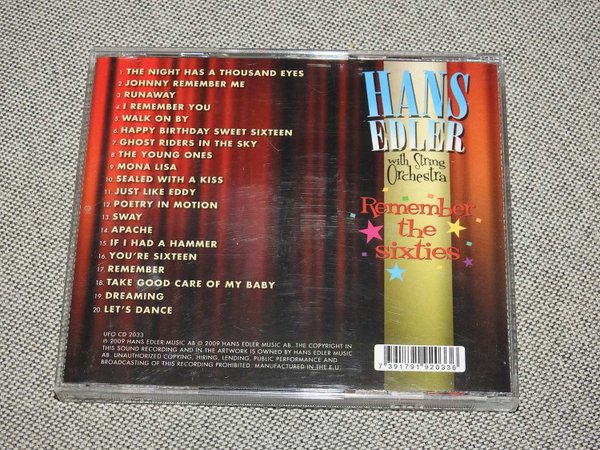 1 THE NIGHT HAS A THOUSAND EYES
2. JOHNNY REMEMBER ME
3. RUNAWAY
4. I REMEMBER YOU
5. WALK ON BY
6. HAPPY BIRTHDAY SWEET SIXTEEN
7. GHOST RIDERS IN THE SKY
8. THE YOUNG ONES
9. MONA LISA
10. SEALED WITH A KISS
11. JUST LIKE EDDY
12. POETRY IN MOTION
13. SWAY
14. APACHE
15. IF I HAD A HAMMER
16. YOU'RE SIXTEEN
17. REMEMBER
18. TAKE GOOD CARE OF MY BABY
19. DREAMING
20. LET'S DANCE
UFO CD 2033
℗ 2009 HANS EDLER MUSIC AB © 2009 HANS EDLER MUSIC AB. THE COPYRIGHT IN
THIS SOUND RECORDING AND IN THE ARTWORK IS OWNED BY HANS EDLER MUSIC
AB. UNAUTHORIZED COPYING, HIRING, LENDING, PUBLIC PERFORMANCE AND
BROADCASTING OF THIS RECORDING PROHIBITED. MANUFACTURED IN THE E.U.
HANS
EDLER
with String
Orchestra
Remember
the
sixties
7 391791 920336